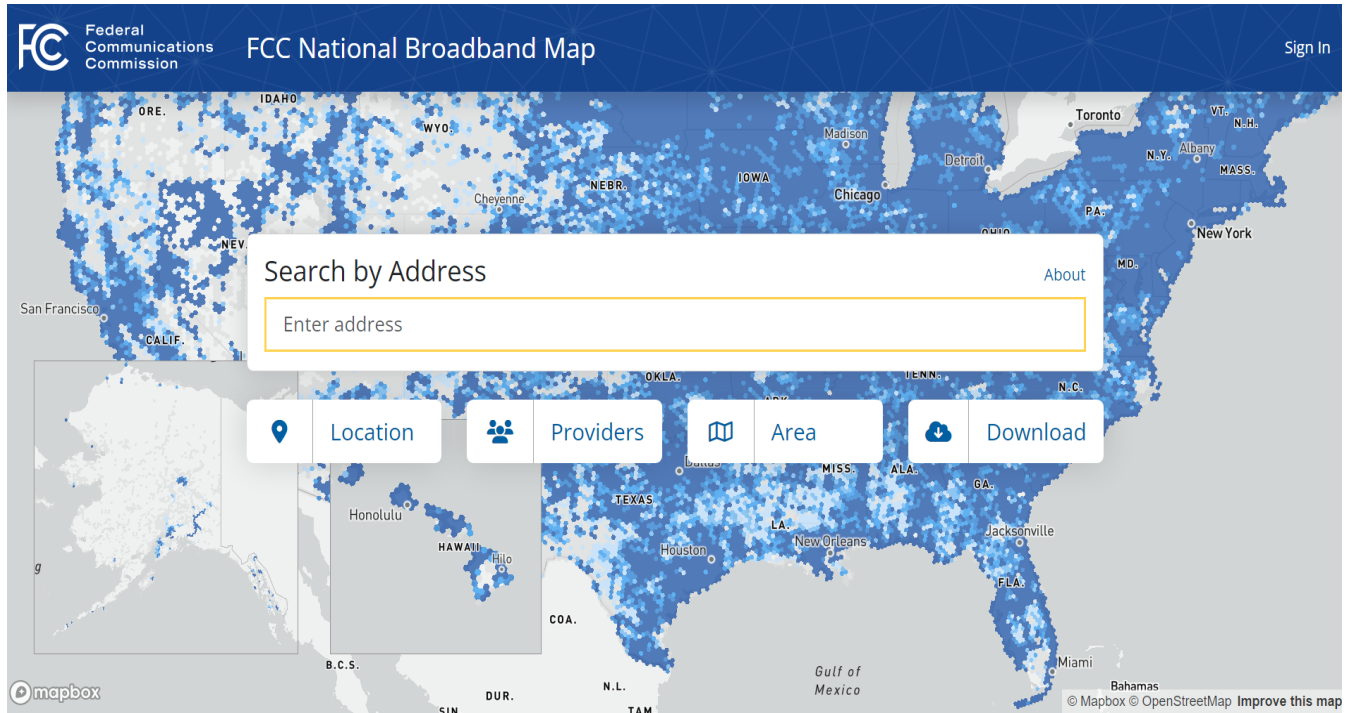 Federal
Communications
Commission
FCC National Broadband Map
Sign In
ORE.
IDAHO
WYO.
Cheyenne
NEBR.
IOWA
Madison
Chicago
Detroit
Toronto
VT.
N.H.
N.Y.
Albany
MASS.
PA.
New York
OHIO
MD.
NEV.
Search by Address
About
Enter address
San Francisco
CALIF.
OKLA.
TENN.
N.C.
ARK.
Location
Providers
Area
Download
Dallas
MISS.
ALA.
GA.
TEXAS
LA.
Honolulu
HAWAII
Hilo
Houston
New Orleans
Jacksonville
FLA.
g
COA.
B.C.S.
DUR.
N.L.
SIN.
TAM.
Gulf of
Mexico
Miami
Bahamas
mapbox
© Mapbox © OpenStreetMap Improve this map